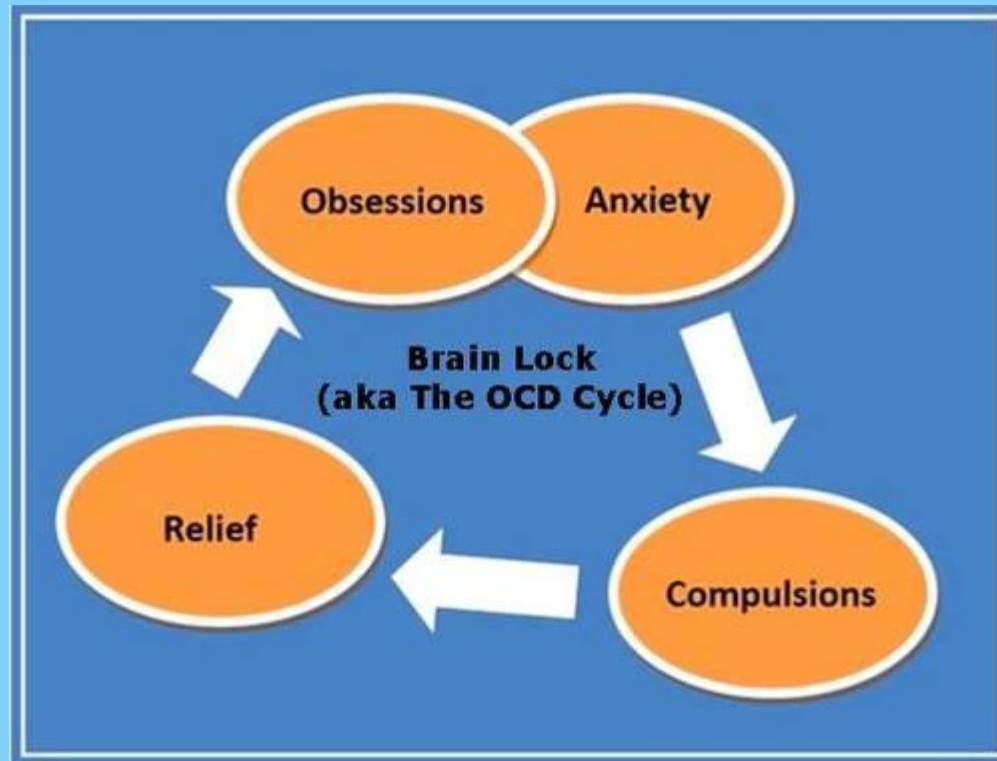 Obsessions
Anxiety
Brain Lock
(aka The OCD Cycle)
Relief
Compulsions